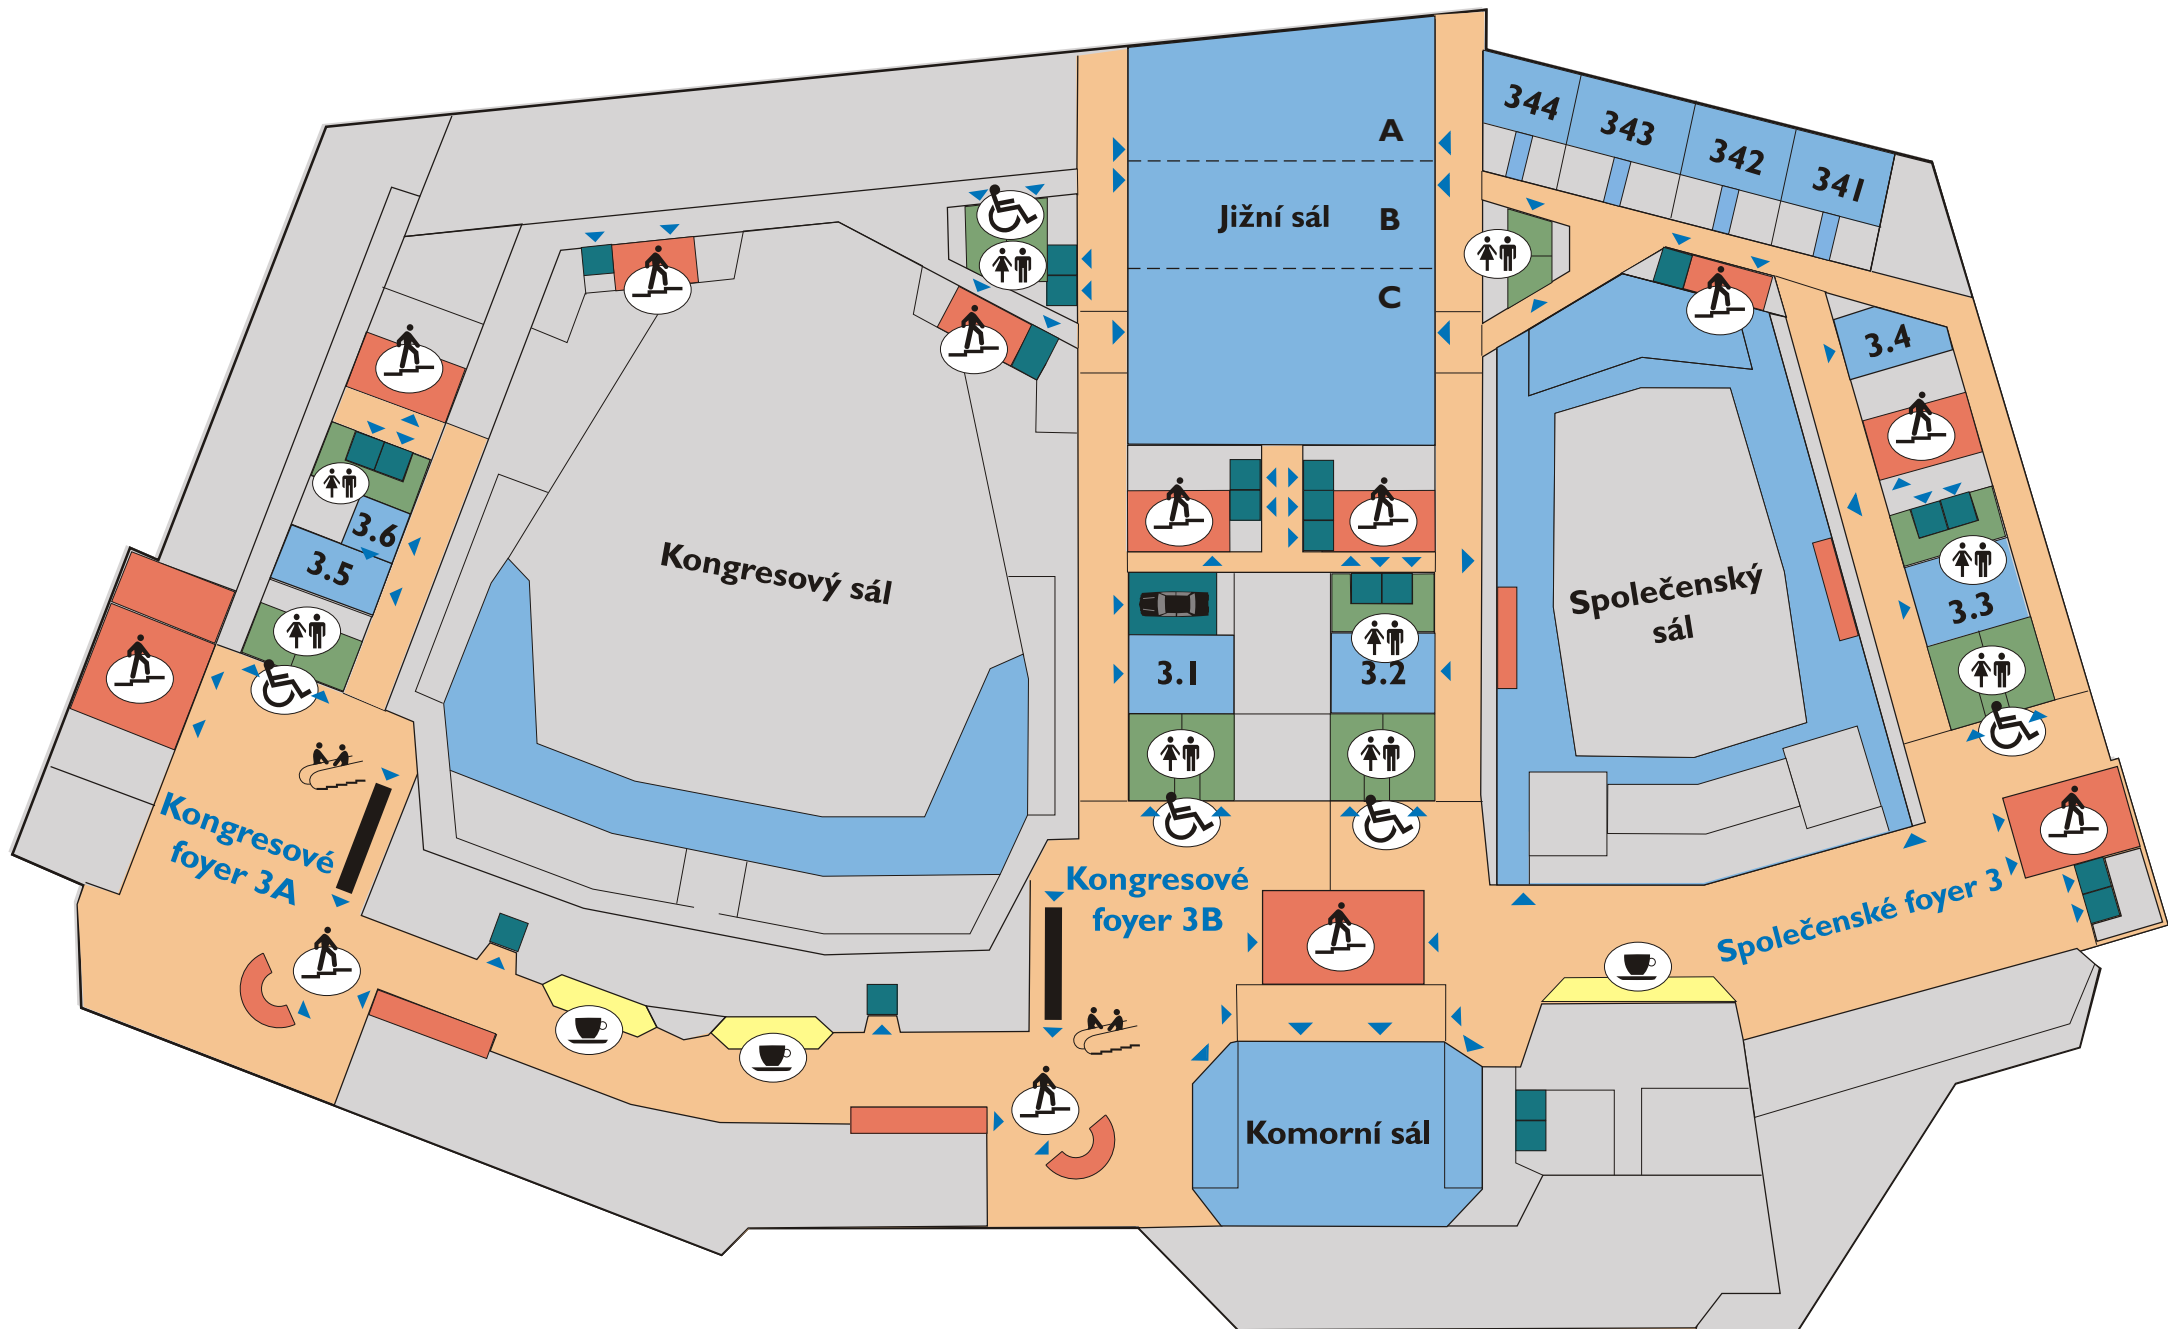 344
343
342
341
A
Jižní sál
B
C
3.4
3.6
3.5
Kongresový sál
Společenský
sál
3.3
3.1
3.2
Kongresové
foyer 3A
Kongresové
foyer 3B
Společenské foyer 3
Komorní sál